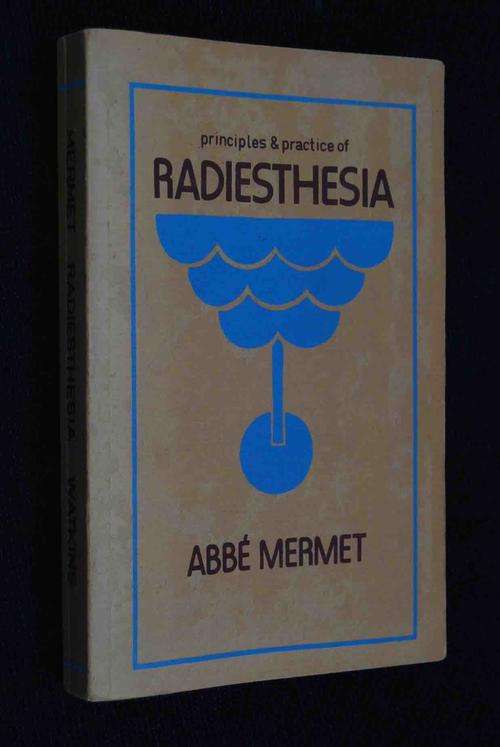 principles & practice of
RADIESTHESIA
ABBÉ MERMET
MERMET RADIESTHESIA WATKINS